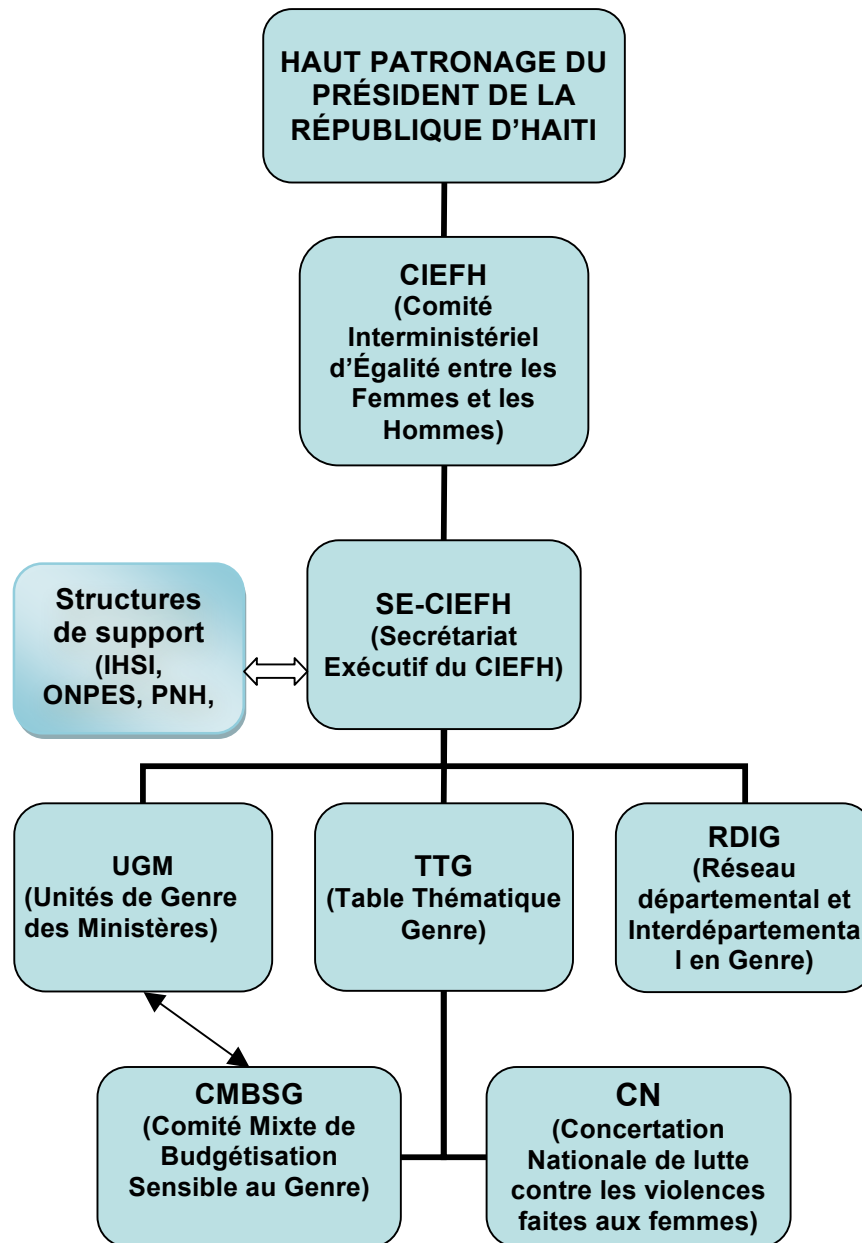 HAUT PATRONAGE DU
PRÉSIDENT DE LA
RÉPUBLIQUE D’HAITI
CIEFH
(Comité
Interministériel
d’Égalité entre les
Femmes et les
Hommes)
Structures
de support
(IHSI,
ONPES, PNH,
SE-CIEFH
(Secrétariat
Exécutif du CIEFH)
UGM
(Unités de Genre
des Ministères)
TTG
(Table Thématique
Genre)
RDIG
(Réseau
départemental et
Interdépartementa
l en Genre)
CMBSG
(Comité Mixte de
Budgétisation
Sensible au Genre)
CN
(Concertation
Nationale de lutte
contre les violences
faites aux femmes)